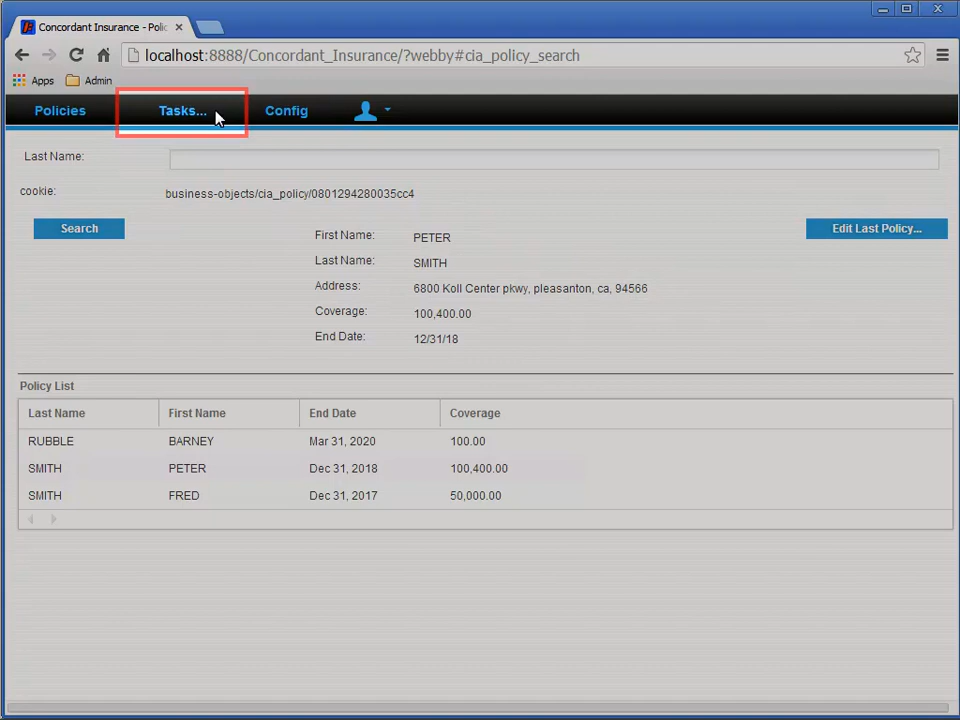 Concordant Insurance - Polic
localhost:8888/Concordant_Insurance/?webby#cia_policy_search
Apps Admin
Policies Tasks... Config
Last Name:
cookie: business-objects/cia_policy/0801294280035cc4
Search Edit Last Policy...
First Name: PETER
Last Name: SMITH
Address: 6800 Koll Center pkwy, pleasanton, ca, 94566
Coverage: 100,400.00
End Date: 12/31/18
Policy List
Last Name First Name End Date Coverage
RUBBLE BARNEY Mar 31, 2020 100.00
SMITH PETER Dec 31, 2018 100,400.00
SMITH FRED Dec 31, 2017 50,000.00